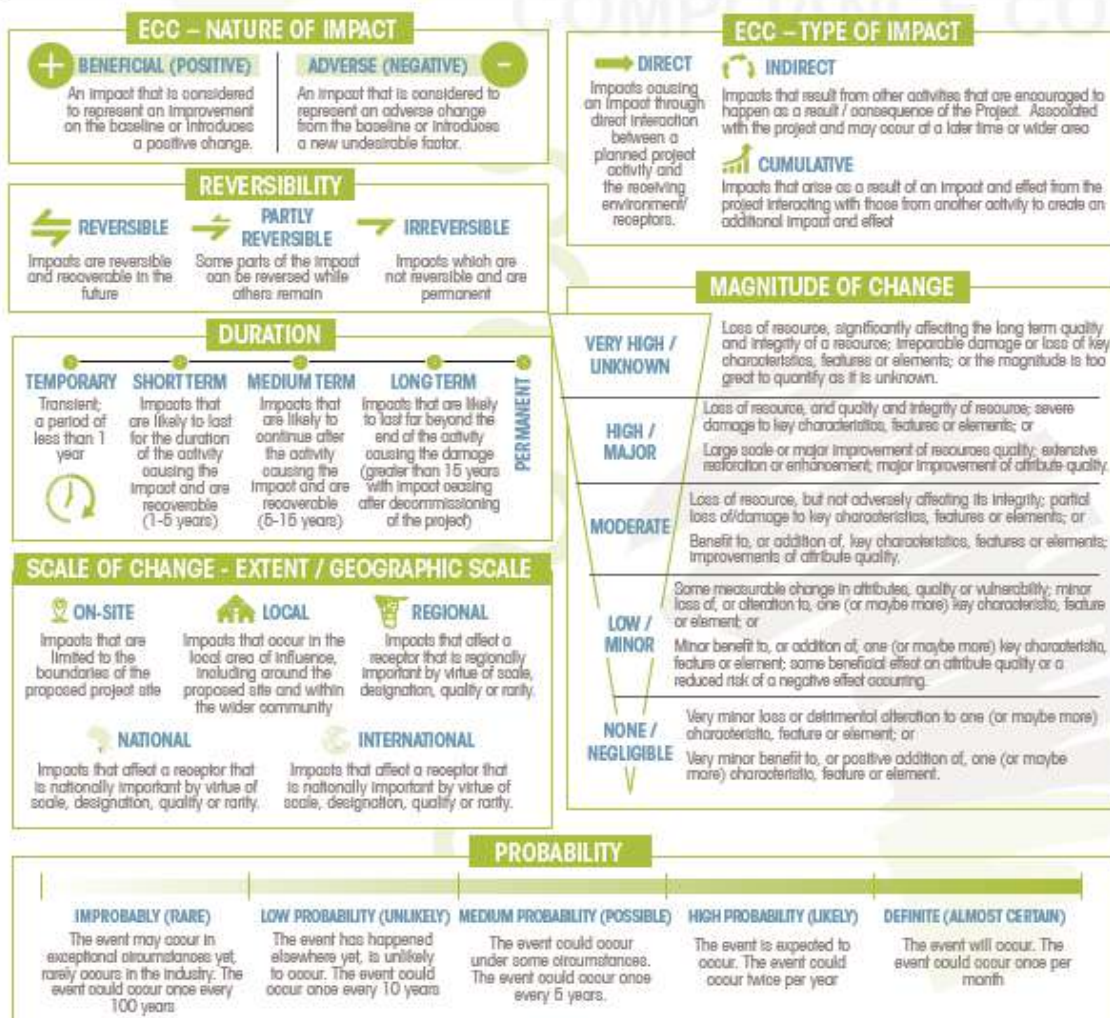 COMPLIANCE CO
ECC – NATURE OF IMPACT
+ BENEFICIAL (POSITIVE)
An impact that is considered
to represent an improvement
on the baseline or introduces
a positive change.
ADVERSE (NEGATIVE) -
An impact that is considered to
represent an adverse change
from the baseline or introduces
a new undesirable factor.
ECC – TYPE OF IMPACT
DIRECT
Impacts causing
an impact through
direct interaction
between a
planned project
activity and
the receiving
environment/
receptors.
INDIRECT
Impacts that result from other activities that are encouraged to
happen as a result / consequence of the Project. Associated
with the project and may occur at a later time or wider area
CUMULATIVE
Impacts that arise as a result of an impact and effect from the
project interacting with those from another activity to create an
additional impact and effect
REVERSIBILITY
REVERSIBLE
Impacts are reversible
and recoverable in the
future
PARTLY
REVERSIBLE
Some parts of the impact
can be reversed while
others remain
IRREVERSIBLE
Impacts which are
not reversible and are
permanent
DURATION
TEMPORARY
Transient;
a period of
less than 1
year
SHORT TERM
Impacts that
are likely to last
for the duration
of the activity
causing the
impact and are
recoverable
(1-5 years)
MEDIUM TERM
Impacts that
are likely to
continue after
the activity
causing the
impact and are
recoverable
(5-15 years)
LONG TERM
Impacts that are likely
to last far beyond the
end of the activity
causing the damage
(greater than 15 years
with impact ceasing
after decommissioning
of the project)
PERMANENT
MAGNITUDE OF CHANGE
VERY HIGH /
UNKNOWN
Loss of resource, significantly affecting the long term quality
and integrity of a resource; irreparable damage or loss of key
characteristics, features or elements; or the magnitude is too
great to quantify as it is unknown.
HIGH /
MAJOR
Loss of resource, and quality and integrity of resource; severe
damage to key characteristics, features or elements; or
Large scale or major improvement of resources quality; extensive
restoration or enhancement; major improvement of attribute quality.
MODERATE
Loss of resource, but not adversely affecting its integrity; partial
loss of/damage to key characteristics, features or elements; or
Benefit to, or addition of, key characteristics, features or elements;
improvements of attribute quality.
LOW /
MINOR
Some measurable change in attributes, quality or vulnerability; minor
loss of, or alteration to, one (or maybe more) key characteristic, feature
or element; or
Minor benefit to, or addition of, one (or maybe more) key characteristic,
feature or element; some beneficial effect on attribute quality or a
reduced risk of a negative effect occurring.
NONE /
NEGLIGIBLE
Very minor loss or detrimental alteration to one (or maybe more)
characteristic, feature or element; or
Very minor benefit to, or positive addition of, one (or maybe
more) characteristic, feature or element.
SCALE OF CHANGE - EXTENT / GEOGRAPHIC SCALE
ON-SITE
Impacts that are
limited to the
boundaries of the
proposed project site
LOCAL
Impacts that occur in the
local area of influence,
including around the
proposed site and within
the wider community
REGIONAL
Impacts that affect a
receptor that is regionally
important by virtue of scale,
designation, quality or rarity.
NATIONAL
Impacts that affect a receptor that
is nationally important by virtue of
scale, designation, quality or rarity.
INTERNATIONAL
Impacts that affect a receptor that
is nationally important by virtue of
scale, designation, quality or rarity.
PROBABILITY
IMPROBABLY (RARE)
The event may occur in
exceptional circumstances yet,
rarely occurs in the industry. The
event could occur once every
100 years
LOW PROBABILITY (UNLIKELY)
The event has happened
elsewhere yet, is unlikely
to occur. The event could
occur once every 10 years
MEDIUM PROBABILITY (POSSIBLE)
The event could occur
under some circumstances.
The event could occur once
every 5 years.
HIGH PROBABILITY (LIKELY)
The event is expected to
occur. The event could
occur twice per year
DEFINITE (ALMOST CERTAIN)
The event will occur. The
event could occur once per
month